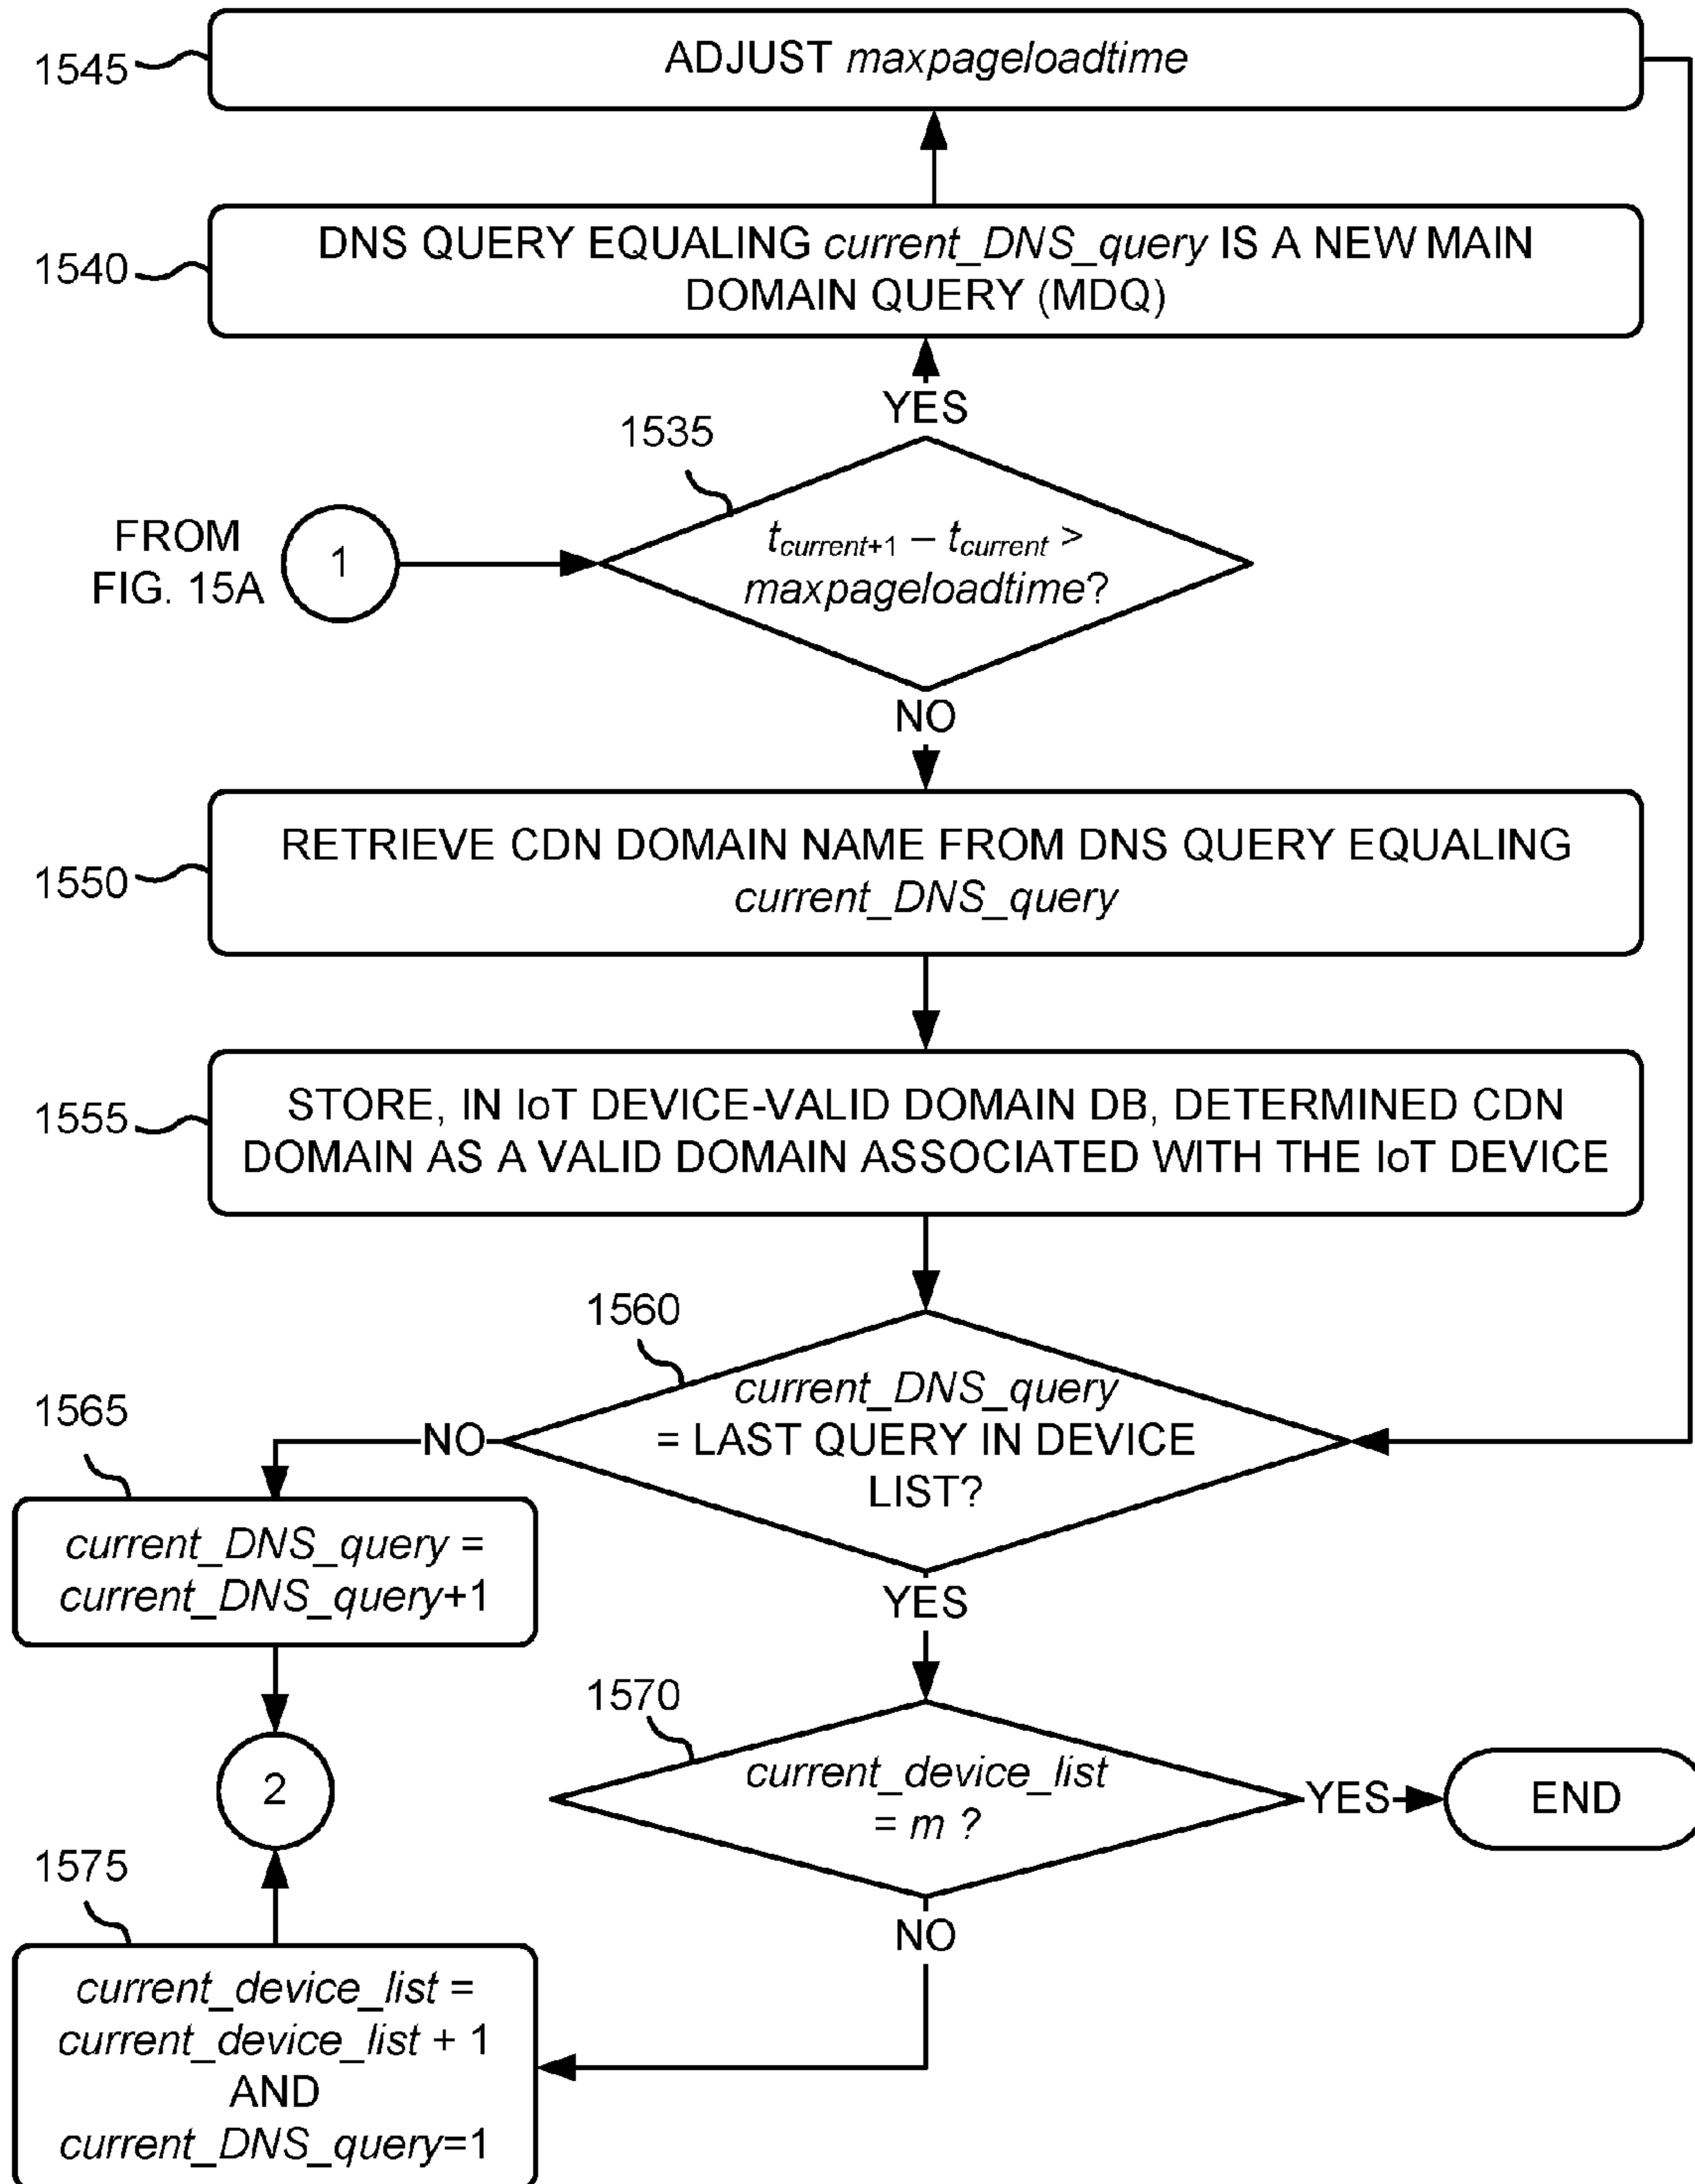 1545
ADJUST maxpageloadtime
1540
DNS QUERY EQUALING current_DNS_query IS A NEW MAIN
DOMAIN QUERY (MDQ)
YES
1535
FROM
FIG. 15A
1
tcurrent+1 – tcurrent >
maxpageloadtime?
NO
1550
RETRIEVE CDN DOMAIN NAME FROM DNS QUERY EQUALING
current_DNS_query
1555
STORE, IN IoT DEVICE-VALID DOMAIN DB, DETERMINED CDN
DOMAIN AS A VALID DOMAIN ASSOCIATED WITH THE IoT DEVICE
1560
current_DNS_query
= LAST QUERY IN DEVICE
LIST?
NO
1565
current_DNS_query =
current_DNS_query+1
YES
2
1570
current_device_list
= m ?
YES
END
NO
1575
current_device_list =
current_device_list + 1
AND
current_DNS_query=1